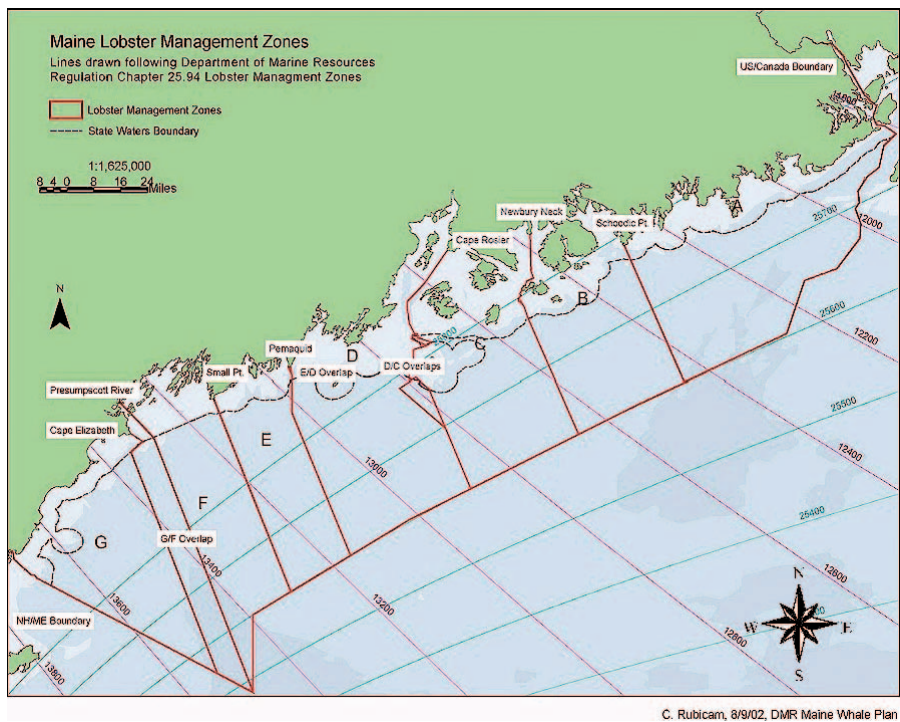 Maine Lobster Management Zones
Lines drawn following Department of Marine Resources
Regulation Chapter 25.94 Lobster Managment Zones
Lobster Management Zones
State Waters Boundary
1:1,625,000
8 4 0 8 16 24
Miles
US/Canada Boundary
Newbury Neck
Schoodic Pt.
A
25700
12000
Cape Rosier
N
B
25600
12200
25800
C
Pemaquid
D
D/C Overlaps
Small Pt.
E/D Overlap
Presumpscott River
25500
Cape Elizabeth
E
12400
13000
F
25400
G
G/F Overlap
13400
12600
N
13600
13200
NH/ME Boundary
12800
W
E
13800
S
C. Rubicam, 8/9/02, DMR Maine Whale Plan